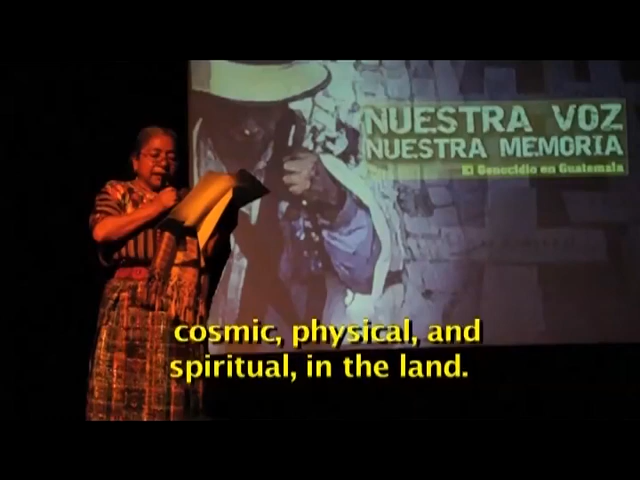 NUESTRA VOZ
NUESTRA MEMORIA
El Genocidio en Guatemala
cosmic, physical, and
spiritual, in the land.